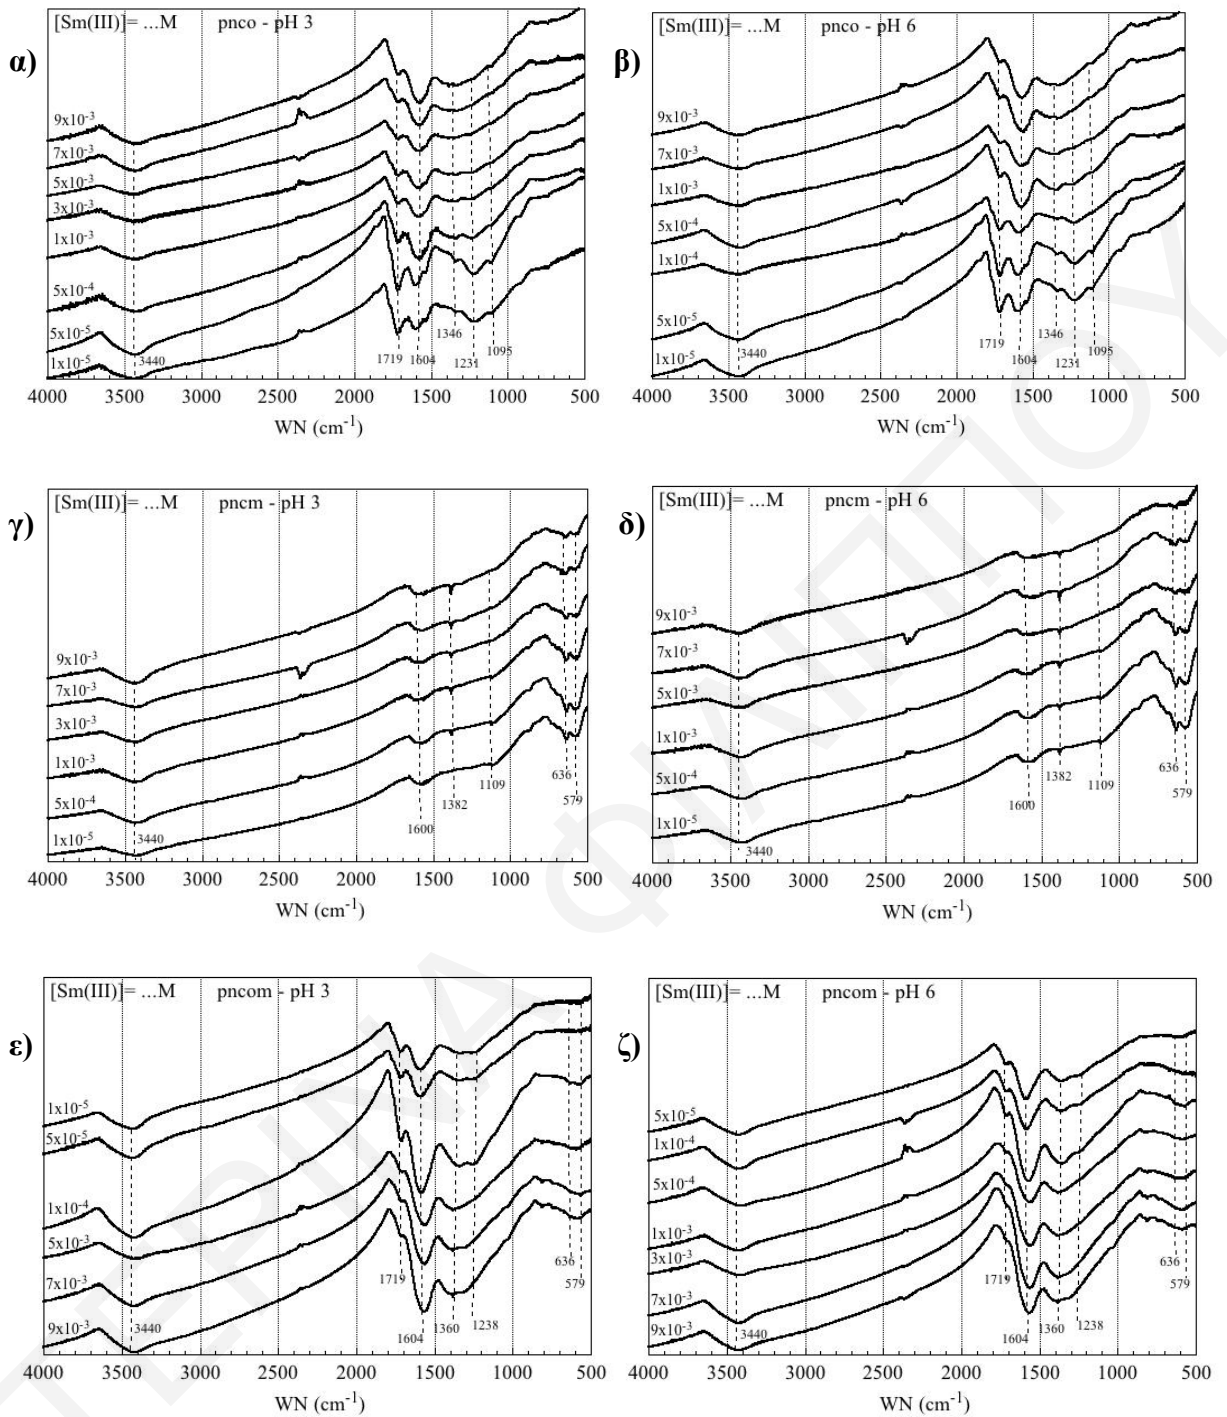 α)
[Sm(III)]= ...M pnco - pH 3
9x10-3
7x10-3
5x10-3
3x10-3
1x10-3
5x10-4
5x10-5
1x10-5
3440
1719
1604
1346
1231
1095
4000 3500 3000 2500 2000 1500 1000 500
WN (cm-1)
β)
[Sm(III)]= ...M pnco - pH 6
9x10-3
7x10-3
1x10-3
5x10-4
1x10-4
5x10-5
1x10-5
3440
1719
1604
1346
1231
1095
4000 3500 3000 2500 2000 1500 1000 500
WN (cm-1)
γ)
[Sm(III)]= ...M pncm - pH 3
9x10-3
7x10-3
3x10-3
1x10-3
5x10-4
1x10-5
3440
1600
1382
1109
636
579
4000 3500 3000 2500 2000 1500 1000 500
WN (cm-1)
δ)
[Sm(III)]= ...M pncm - pH 6
9x10-3
7x10-3
5x10-3
1x10-3
5x10-4
1x10-5
3440
1600
1382
1109
636
579
4000 3500 3000 2500 2000 1500 1000 500
WN (cm-1)
ε)
[Sm(III)]= ...M pncom - pH 3
1x10-5
5x10-5
1x10-4
5x10-3
7x10-3
9x10-3
3440
1719
1604
1360
1238
636
579
4000 3500 3000 2500 2000 1500 1000 500
WN (cm-1)
ζ)
[Sm(III)]= ...M pncom - pH 6
5x10-5
1x10-4
5x10-4
1x10-3
3x10-3
7x10-3
9x10-3
3440
1719
1604
1360
1238
636
579
4000 3500 3000 2500 2000 1500 1000 500
WN (cm-1)
ΤΕΡΙΝΑ ΦΙΛΙΠΠΟΥ